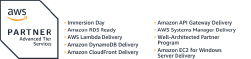 aws
PARTNER
Advanced Tier
Services
• Immersion Day
• Amazon RDS Ready
• AWS Lambda Delivery
• Amazon DynamoDB Delivery
• Amazon CloudFront Delivery
• Amazon API Gateway Delivery
• AWS Systems Manager Delivery
• Well-Architected Partner
Program
• Amazon EC2 for Windows
Server Delivery